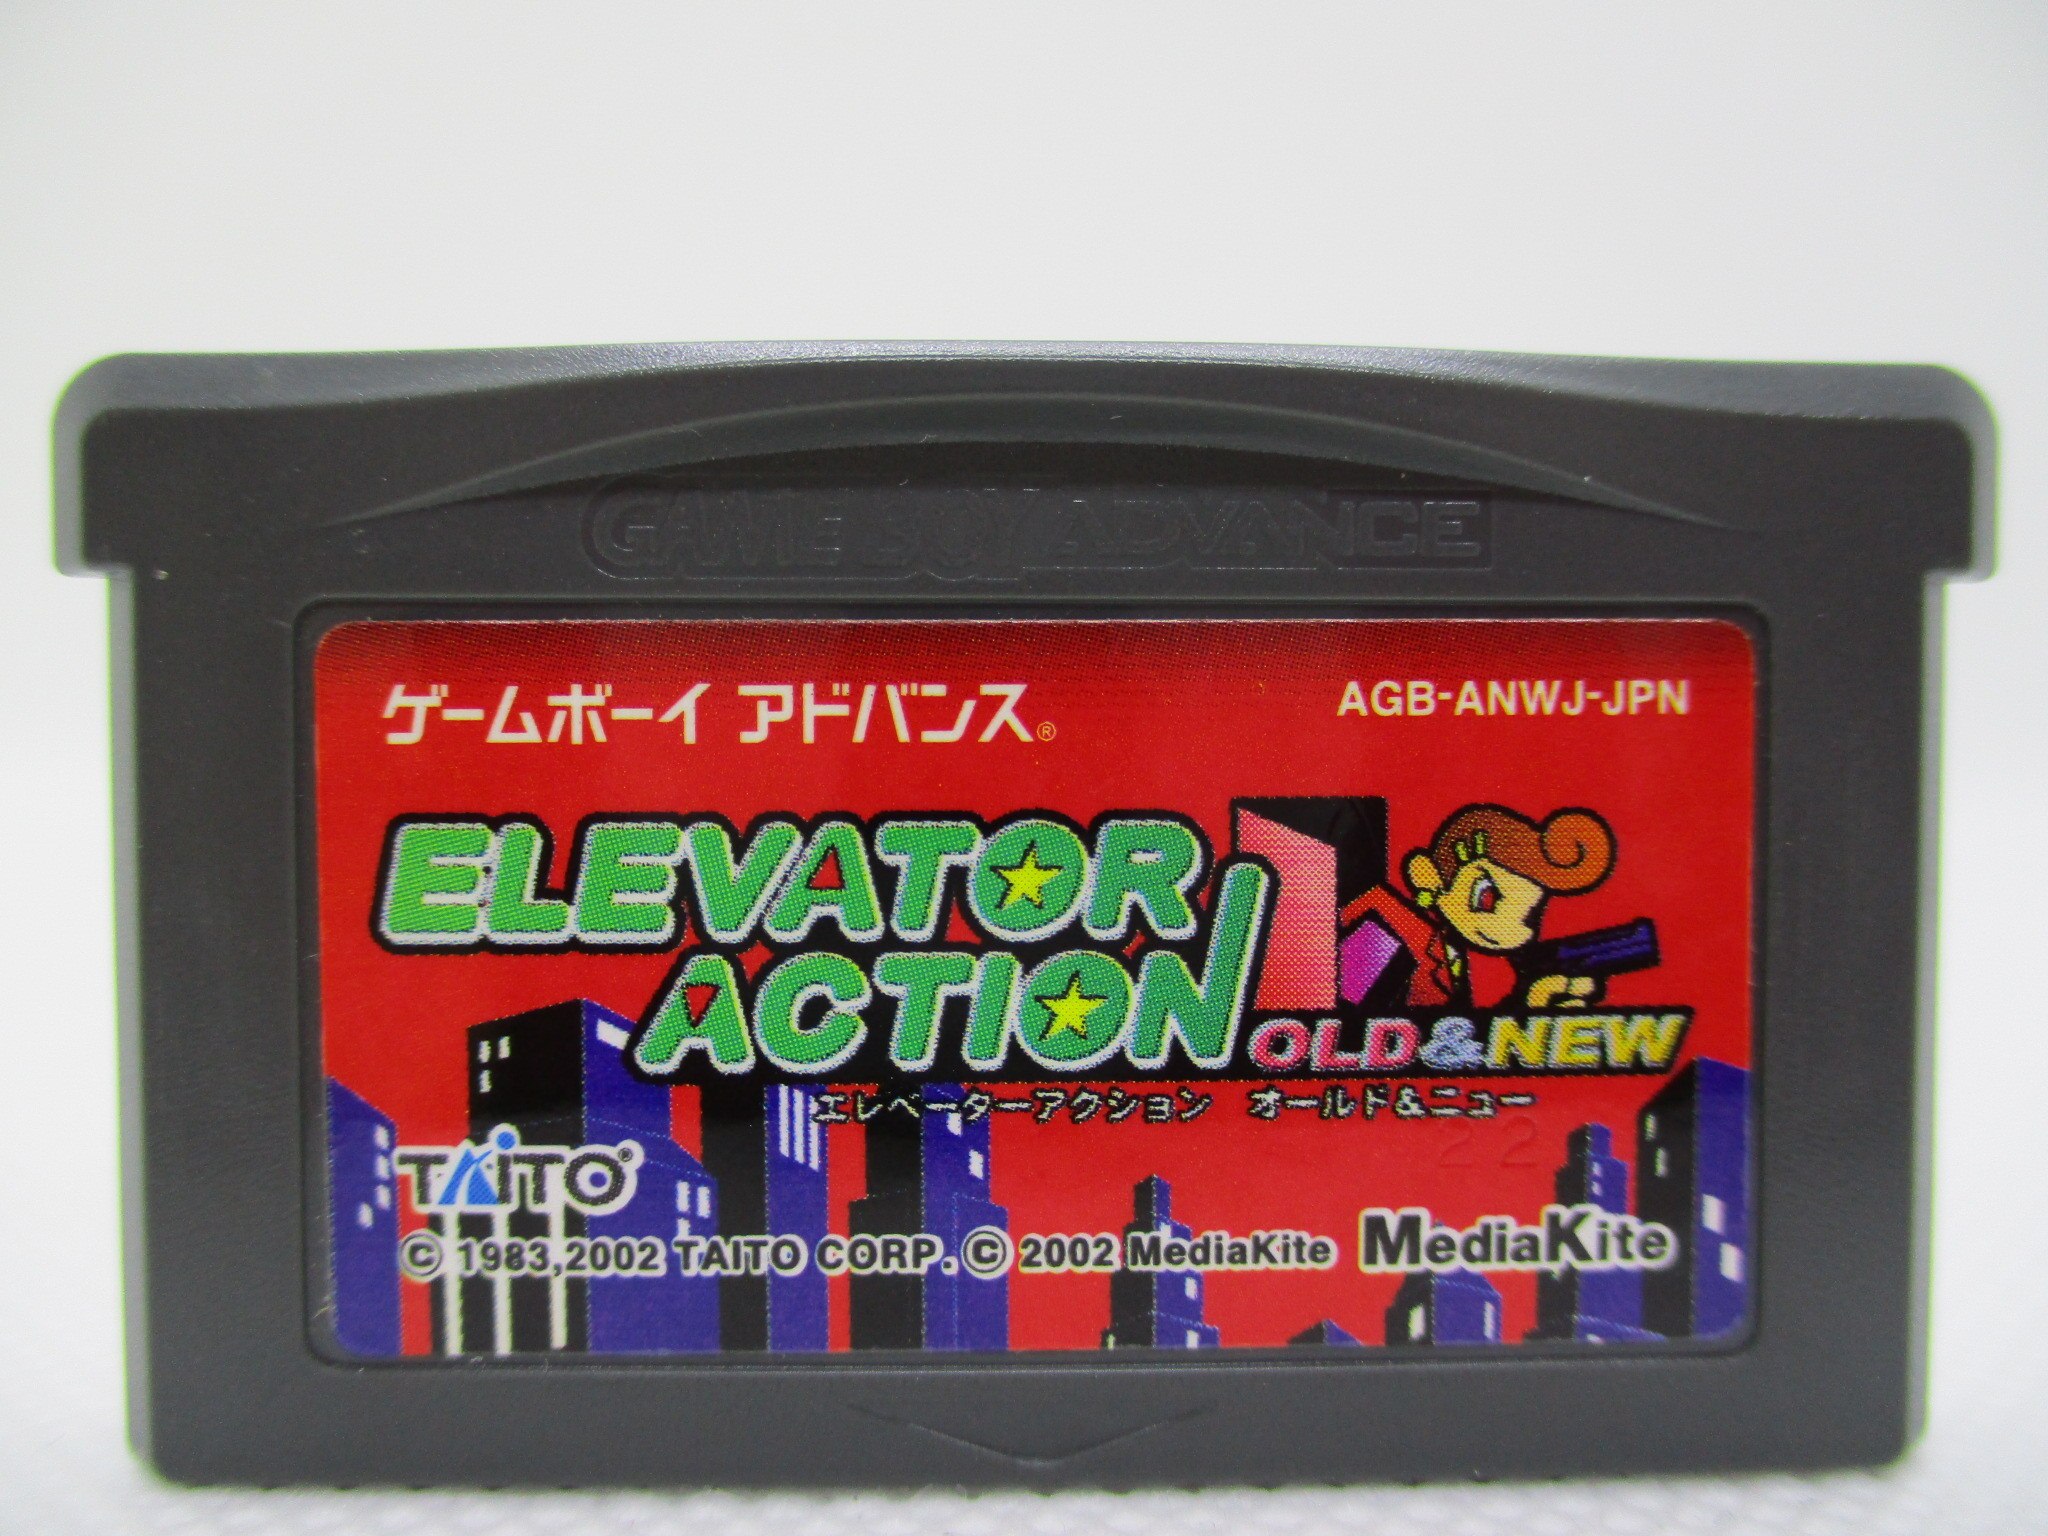 GAME BOY ADVANCE
ゲームボーイ アドバンス®
AGB-ANWJ-JPN
ELEVATOR
ACTION
OLD&NEW
エレベーターアクション オールド&ニュー
22
TAITO®
© 1983,2002 TAITO CORP. © 2002 MediaKite
MediaKite